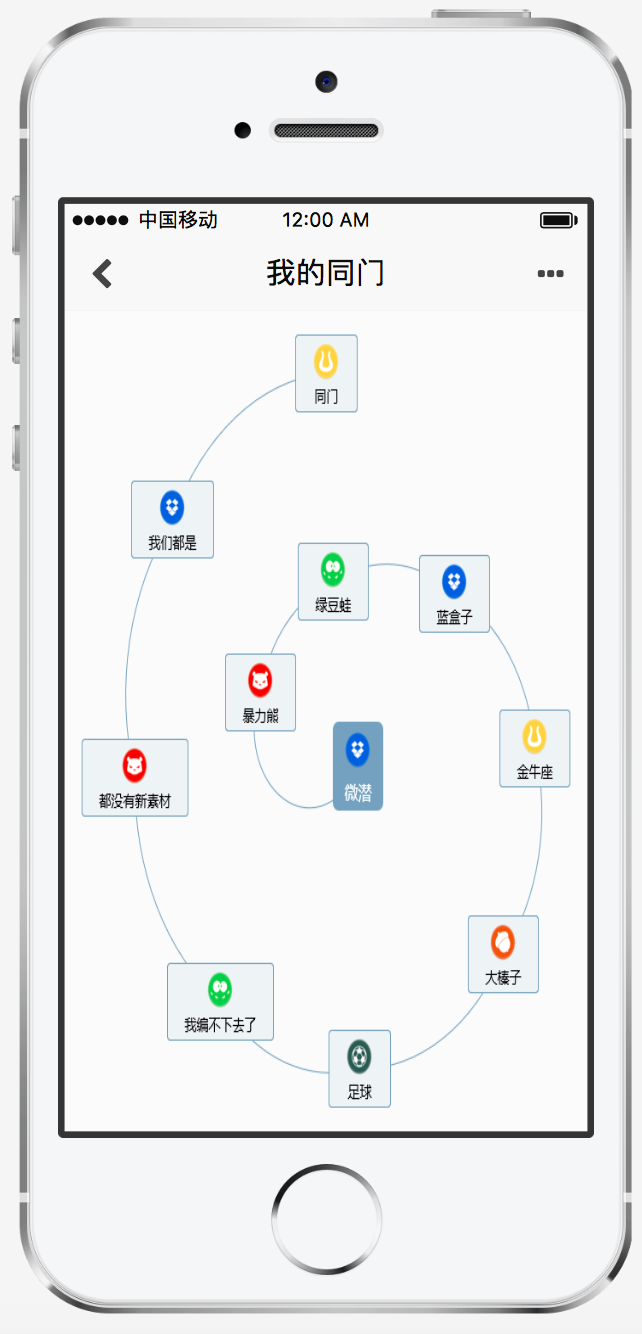 中国移动 12:00 AM
我的同门
同门
我们都是
绿豆蛙
蓝盒子
暴力熊
金牛座
都没有新素材
微潜
大榛子
我编不下去了
足球